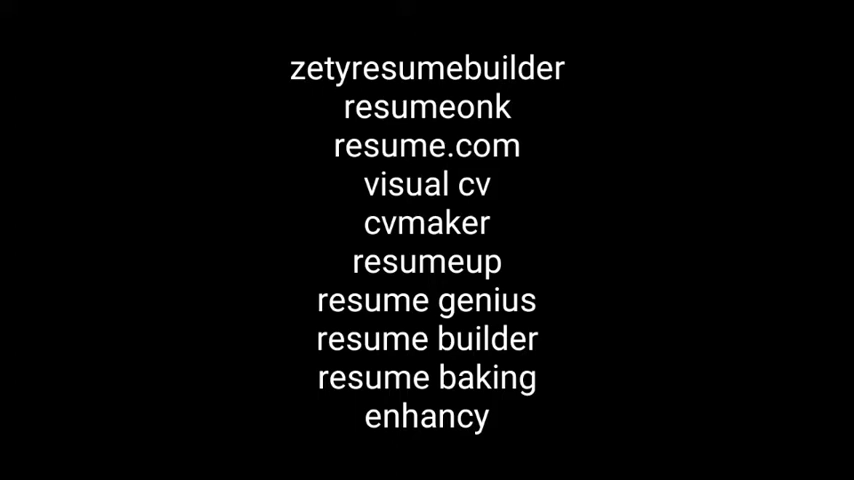 zetyresumebuilder
resumeonk
resume.com
visual cv
cvmaker
resumeup
resume genius
resume builder
resume baking
enhancy